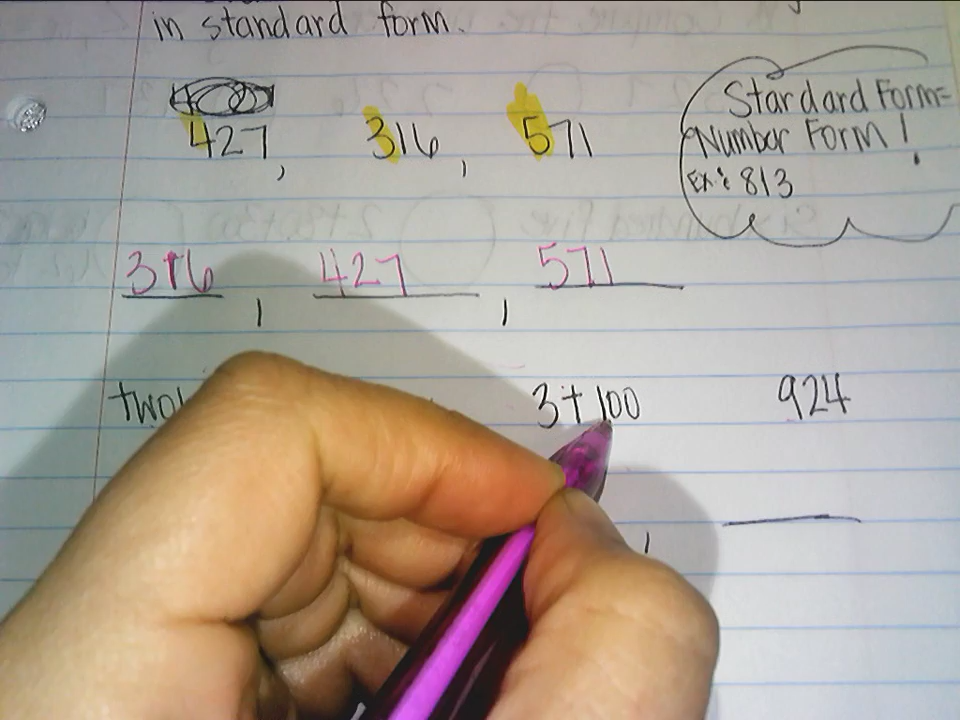 in standard form.
427, 316, 571
Standard Form=
Number Form!
Ex: 813
316, 427, 571
3+100 924